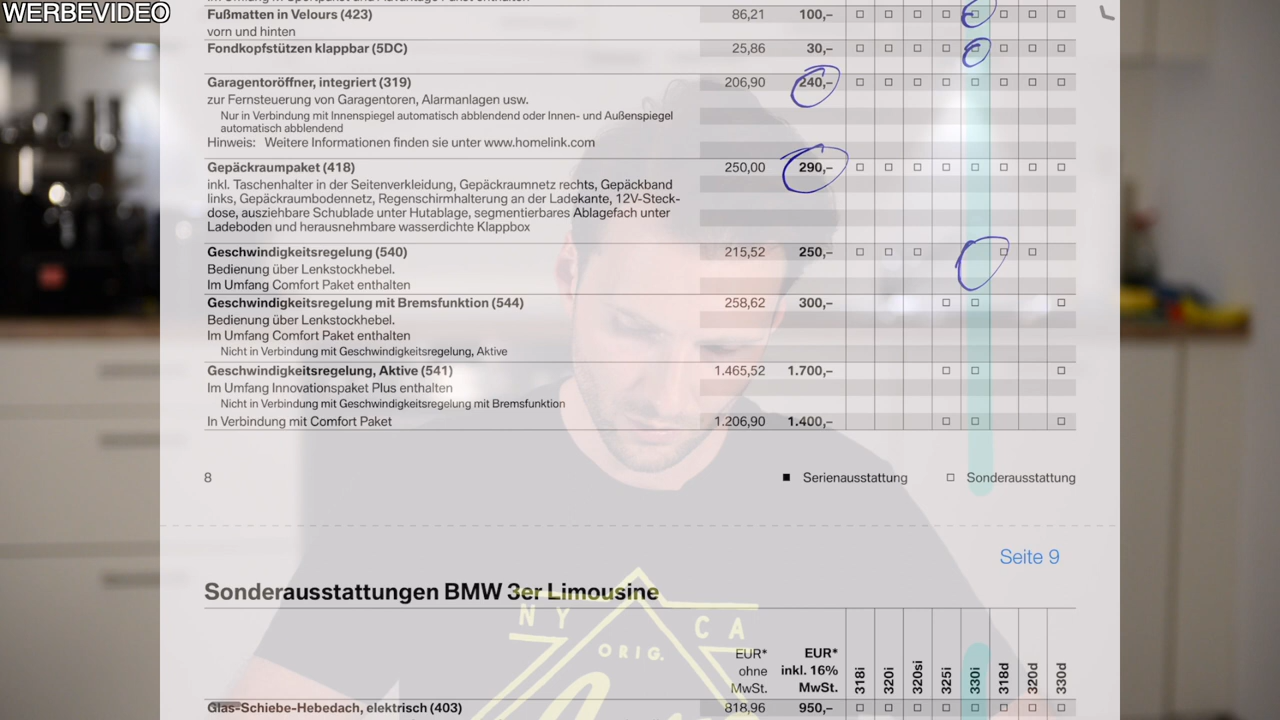 WERBEVIDEO
Fußmatten in Velours (423) 86,21 100,–
vorn und hinten
Fondkopfstützen klappbar (5DC) 25,86 30,–
Garagentoröffner, integriert (319) 206,90 240,–
zur Fernsteuerung von Garagentoren, Alarmanlagen usw.
Nur in Verbindung mit Innenspiegel automatisch abblendend oder Innen- und Außenspiegel
automatisch abblendend
Hinweis: Weitere Informationen finden sie unter www.homelink.com
Gepäckraumpaket (418) 250,00 290,–
inkl. Taschenhalter in der Seitenverkleidung, Gepäckraumnetz rechts, Gepäckband
links, Gepäckraumbodennetz, Regenschirmhalterung an der Ladekante, 12V-Steck-
dose, ausziehbare Schublade unter Hutablage, segmentierbares Ablagefach unter
Ladeboden und herausnehmbare wasserdichte Klappbox
Geschwindigkeitsregelung (540) 215,52 250,–
Bedienung über Lenkstockhebel.
Im Umfang Comfort Paket enthalten
Geschwindigkeitsregelung mit Bremsfunktion (544) 258,62 300,–
Bedienung über Lenkstockhebel.
Im Umfang Comfort Paket enthalten
Nicht in Verbindung mit Geschwindigkeitsregelung, Aktive
Geschwindigkeitsregelung, Aktive (541) 1.465,52 1.700,–
Im Umfang Innovationspaket Plus enthalten
Nicht in Verbindung mit Geschwindigkeitsregelung mit Bremsfunktion
In Verbindung mit Comfort Paket 1.206,90 1.400,–
8 Serienausstattung Sonderausstattung
Seite 9
Sonderausstattungen BMW 3er Limousine
NY CA
ORIG.
EUR* EUR*
ohne inkl. 16%
MwSt. MwSt. 318i 320i 320si 325i 330i 318d 320d 330d
Glas-Schiebe-Hebedach, elektrisch (403) 818,96 950,–